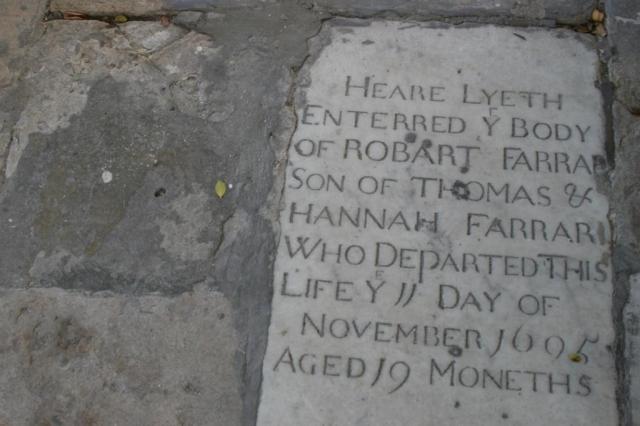 HEARE LYETH
ENTERRED Yᴱ BODY
OF ROBART FARRAR
SON OF THOMAS &
HANNAH FARRAR
WHO DEPARTED THIS
LIFE Yᴱ 11 DAY OF
NOVEMBER 1695
AGED 19 MONETHS